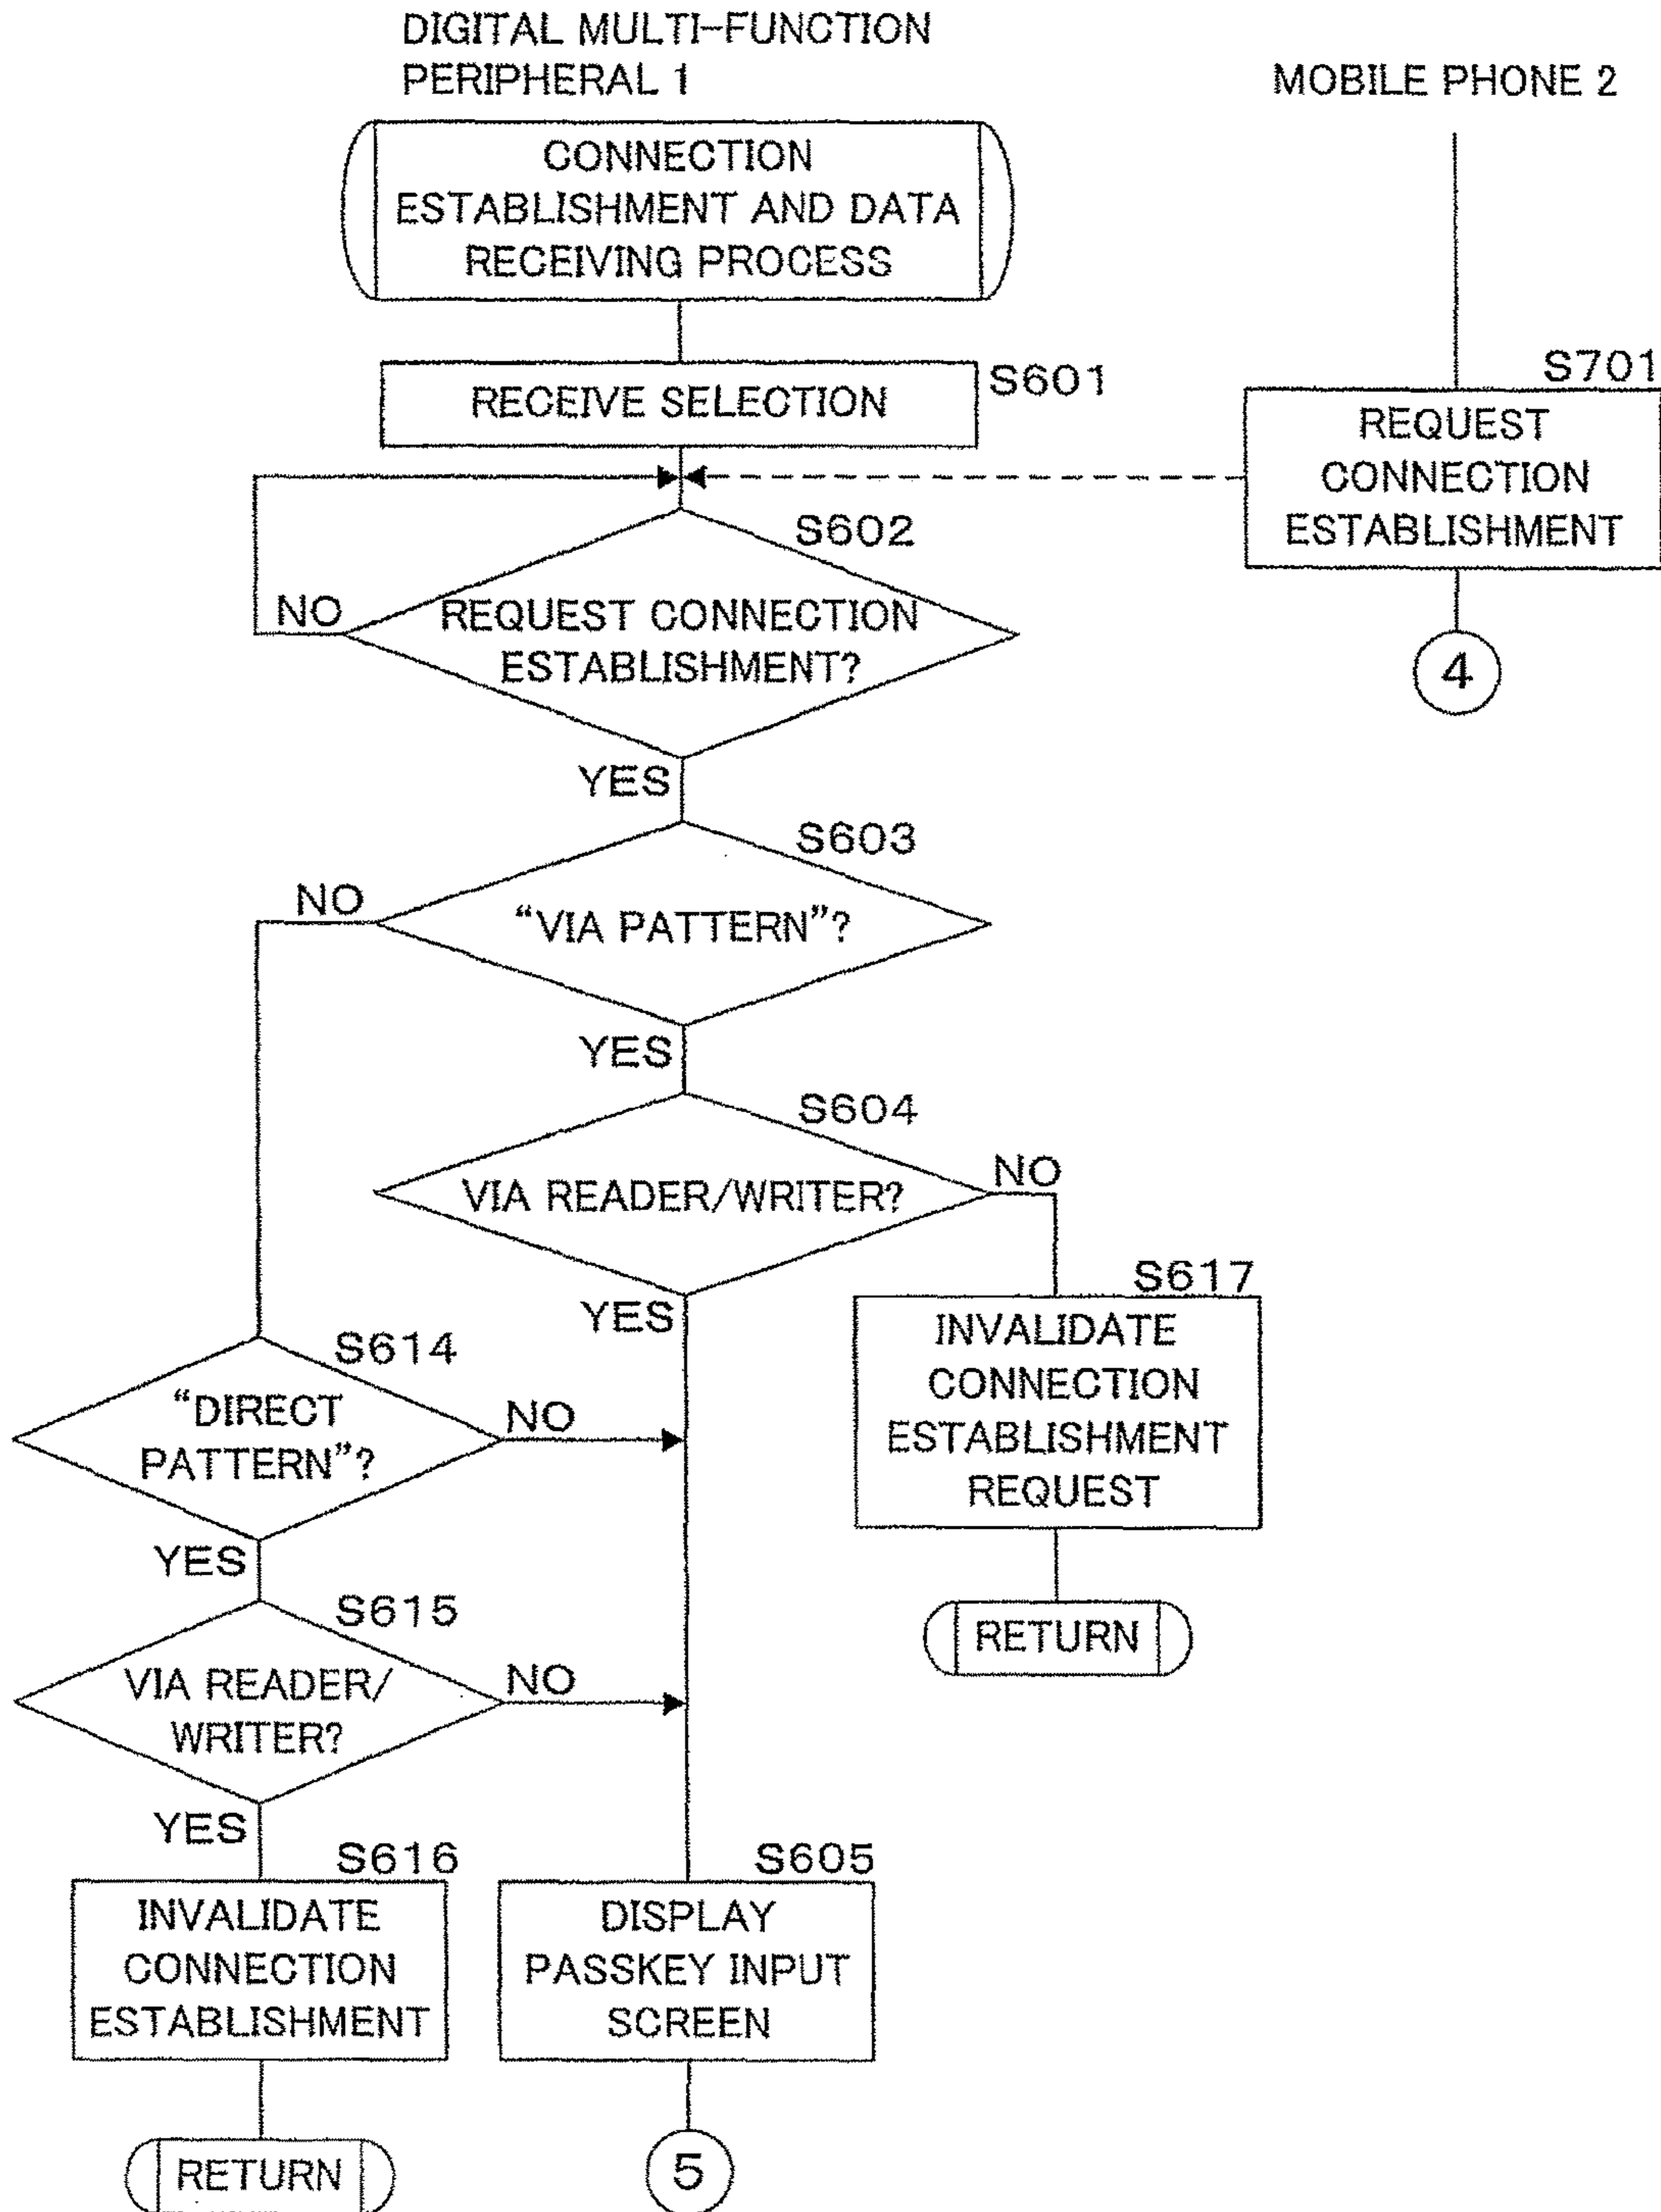 DIGITAL MULTI-FUNCTION
PERIPHERAL 1
MOBILE PHONE 2
CONNECTION
ESTABLISHMENT AND DATA
RECEIVING PROCESS
S601
RECEIVE SELECTION
S701
REQUEST
CONNECTION
ESTABLISHMENT
4
S602
NO
REQUEST CONNECTION
ESTABLISHMENT?
YES
S603
NO
“VIA PATTERN”?
YES
S604
NO
VIA READER/WRITER?
YES
S617
INVALIDATE
CONNECTION
ESTABLISHMENT
REQUEST
RETURN
S614
“DIRECT
PATTERN”?
NO
YES
S615
VIA READER/
WRITER?
NO
YES
S616
INVALIDATE
CONNECTION
ESTABLISHMENT
RETURN
S605
DISPLAY
PASSKEY INPUT
SCREEN
5